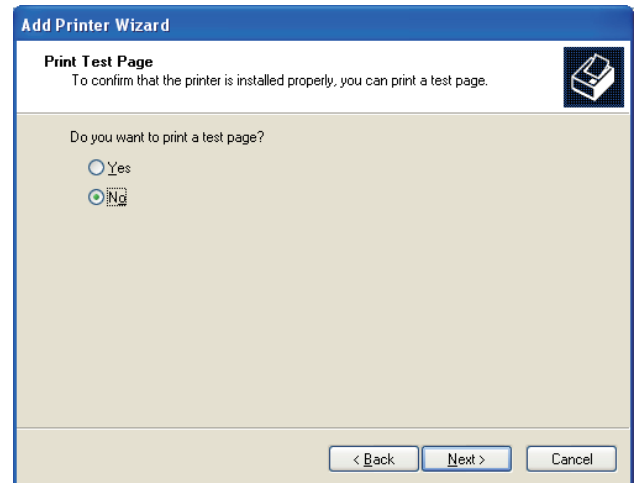 Add Printer Wizard
Print Test Page
To confirm that the printer is installed properly, you can print a test page.
Do you want to print a test page?
Yes
No
< Back
Next >
Cancel